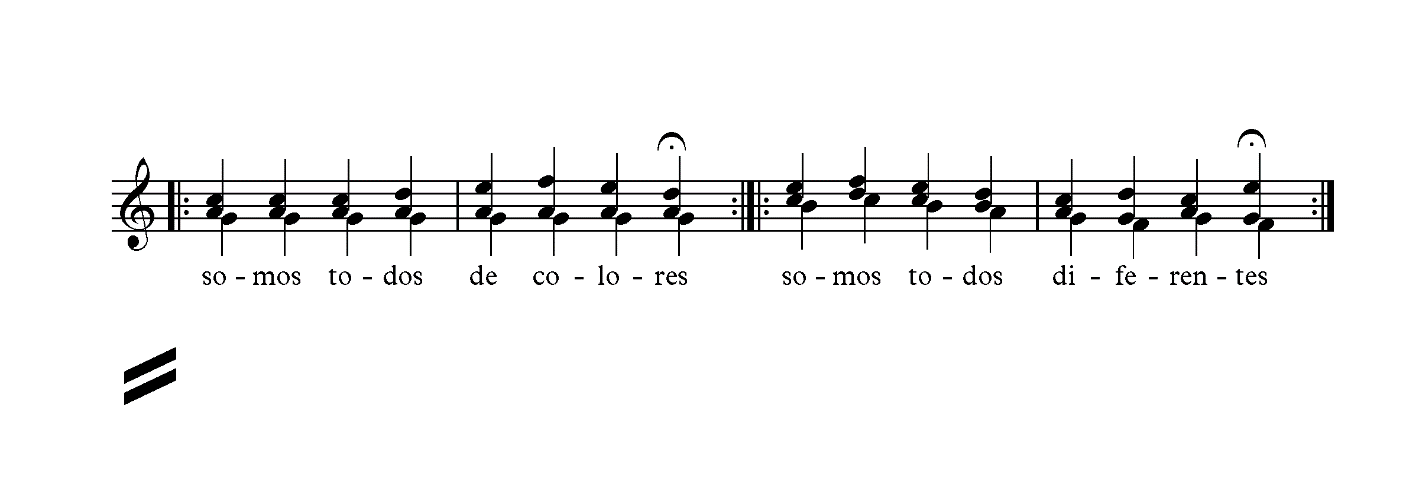 so - mos to - dos de co - lo - res so - mos to - dos di - fe - ren - tes